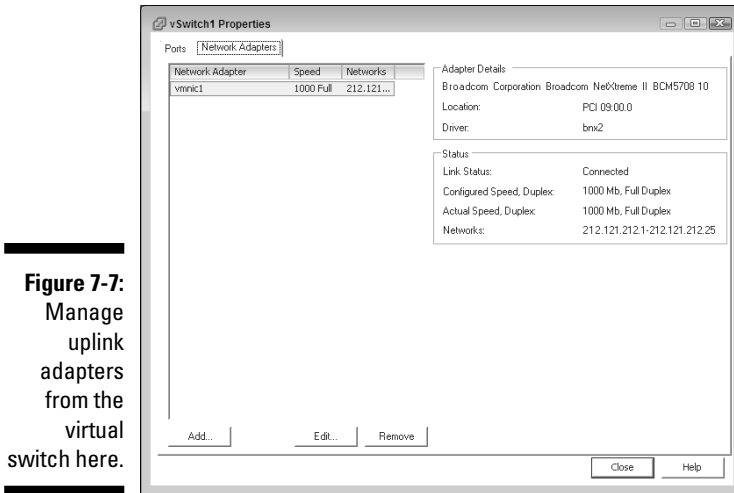 vSwitch1 Properties
Ports Network Adapters
Network Adapter Speed Networks
vmnic1 1000 Full 212.121...
Add... Edit... Remove
Adapter Details
Broadcom Corporation Broadcom NetXtreme II BCM5708 10
Location: PCI 09:00.0
Driver: bnx2
Status
Link Status: Connected
Configured Speed, Duplex: 1000 Mb, Full Duplex
Actual Speed, Duplex: 1000 Mb, Full Duplex
Networks: 212.121.212.1-212.121.212.25
Close Help
Figure 7-7:
Manage
uplink
adapters
from the
virtual
switch here.